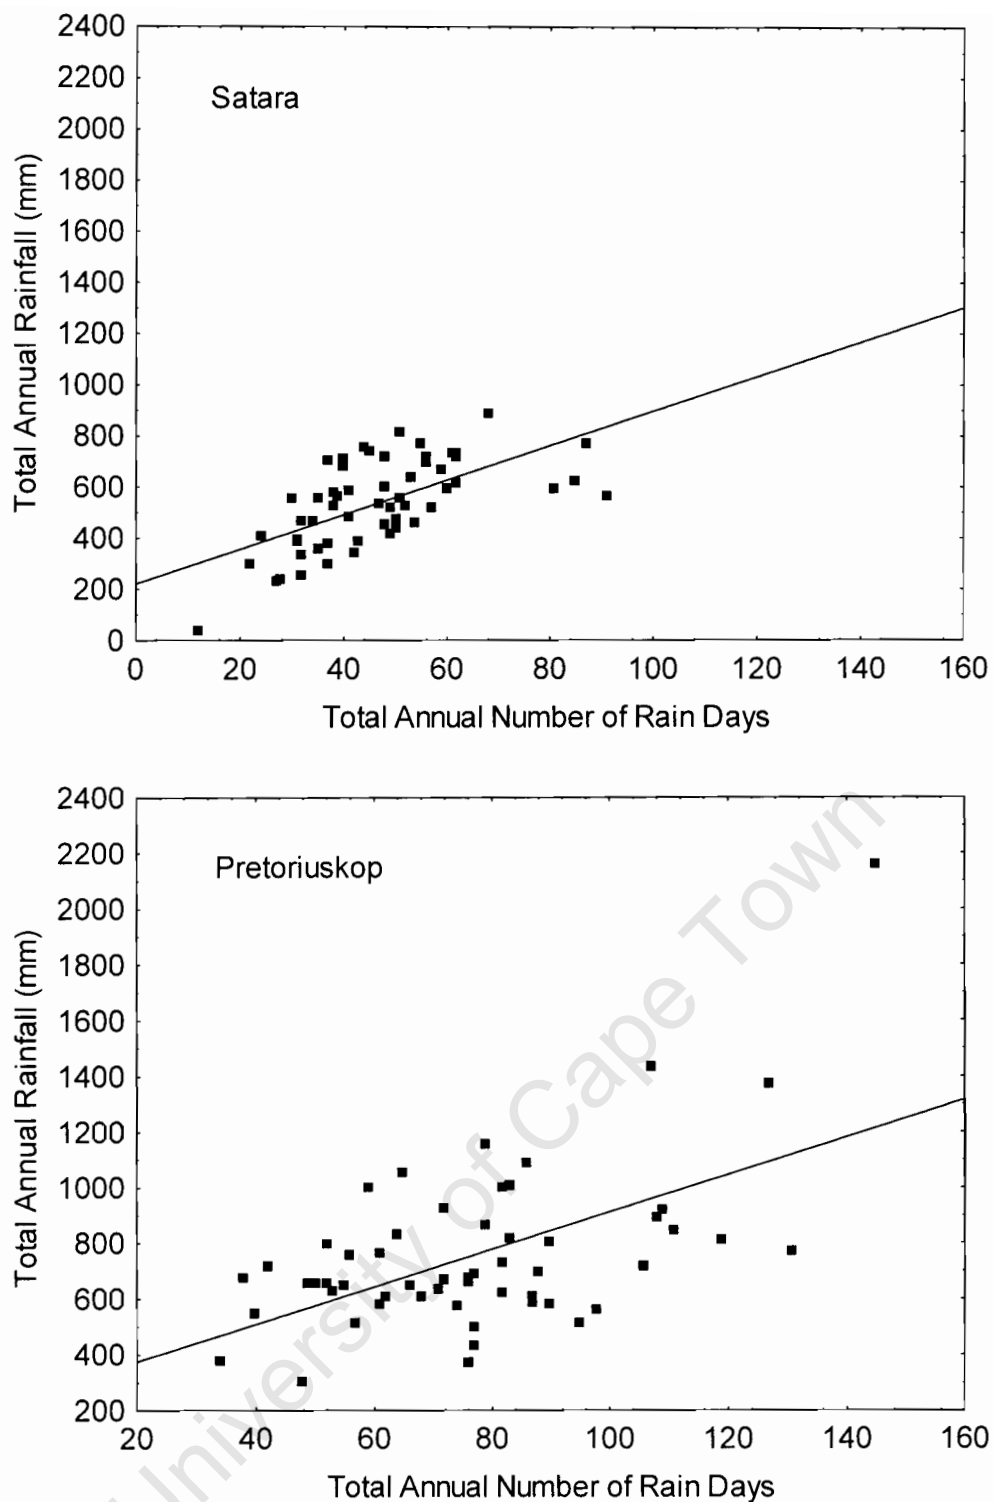 2400
2200
2000
1800
1600
1400
1200
1000
800
600
400
200
0
Total Annual Rainfall (mm)
Satara
0 20 40 60 80 100 120 140 160
Total Annual Number of Rain Days
2400
2200
2000
1800
1600
1400
1200
1000
800
600
400
200
Total Annual Rainfall (mm)
Pretoriuskop
20 40 60 80 100 120 140 160
Total Annual Number of Rain Days
University of Cape Town